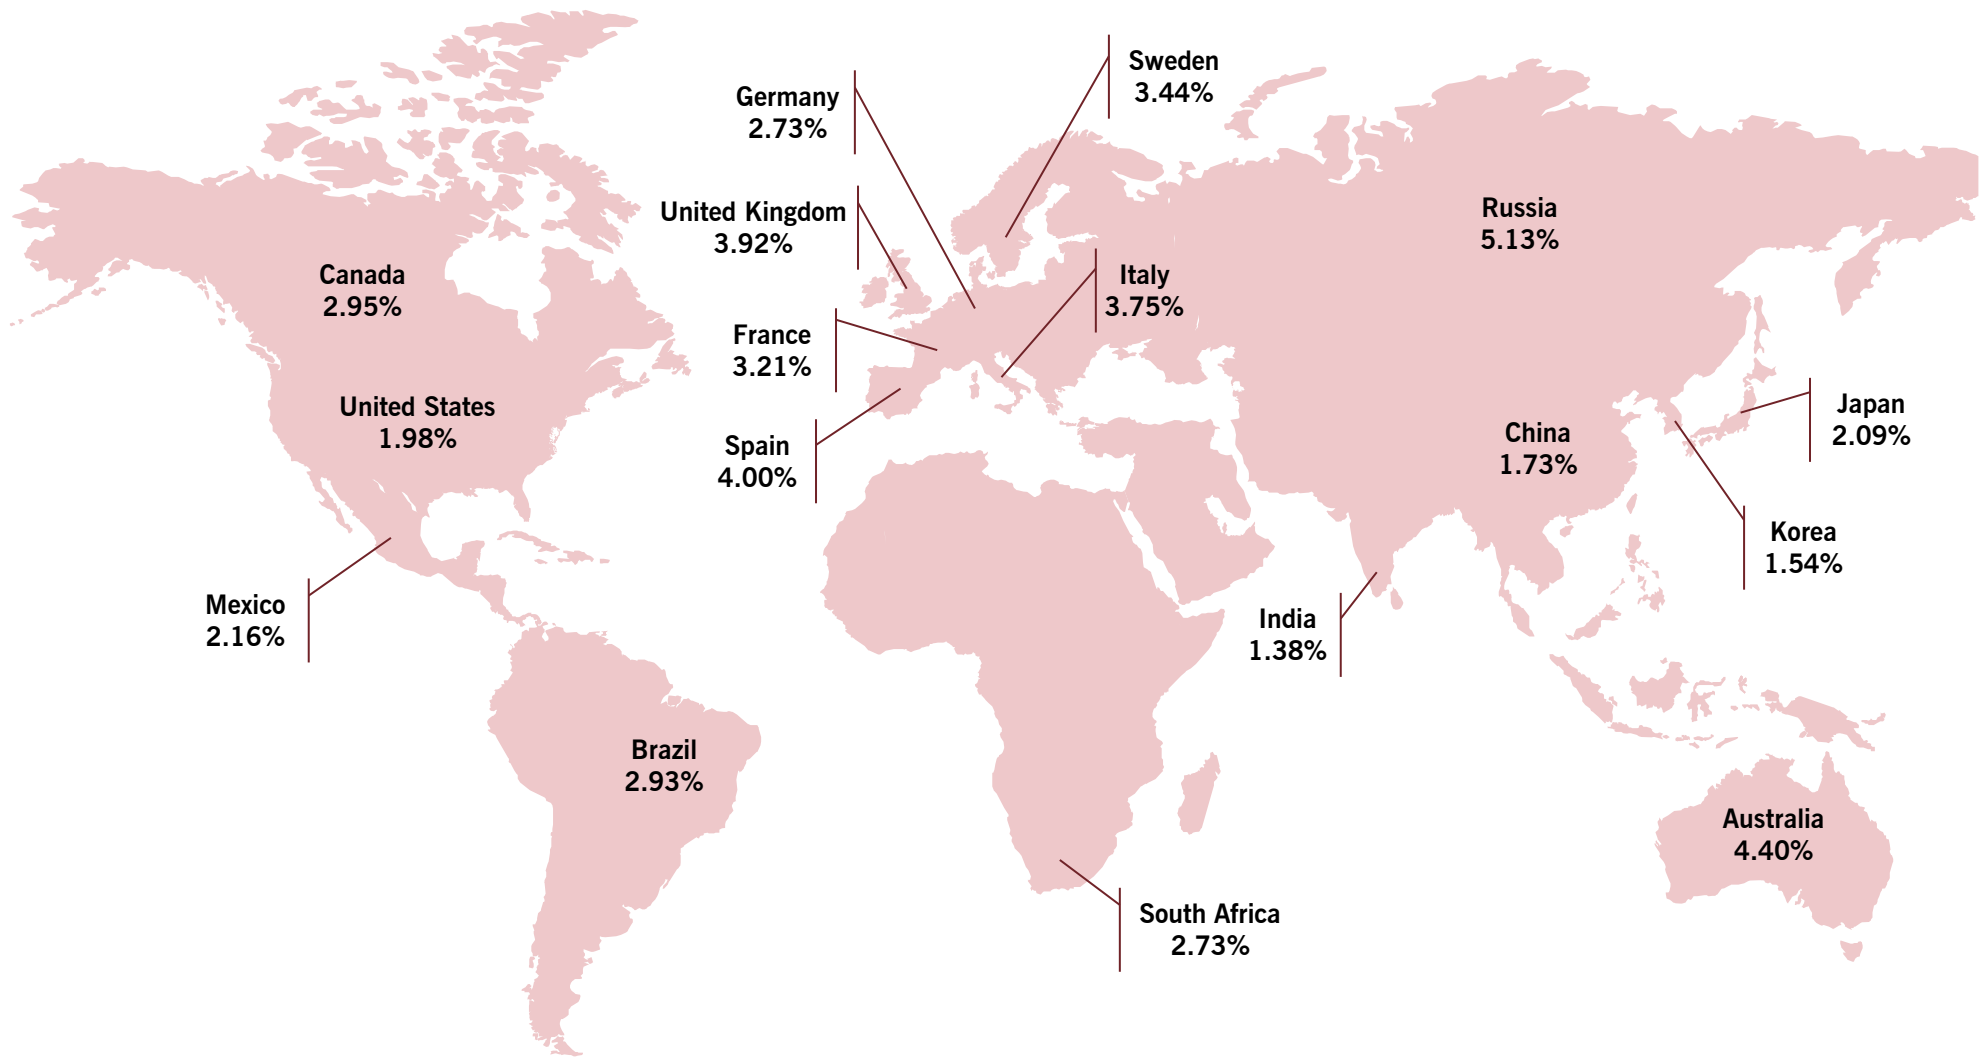 Sweden
3.44%
Germany
2.73%
United Kingdom
3.92%
Russia
5.13%
Canada
2.95%
Italy
3.75%
France
3.21%
United States
1.98%
Spain
4.00%
China
1.73%
Japan
2.09%
Korea
1.54%
Mexico
2.16%
India
1.38%
Brazil
2.93%
Australia
4.40%
South Africa
2.73%